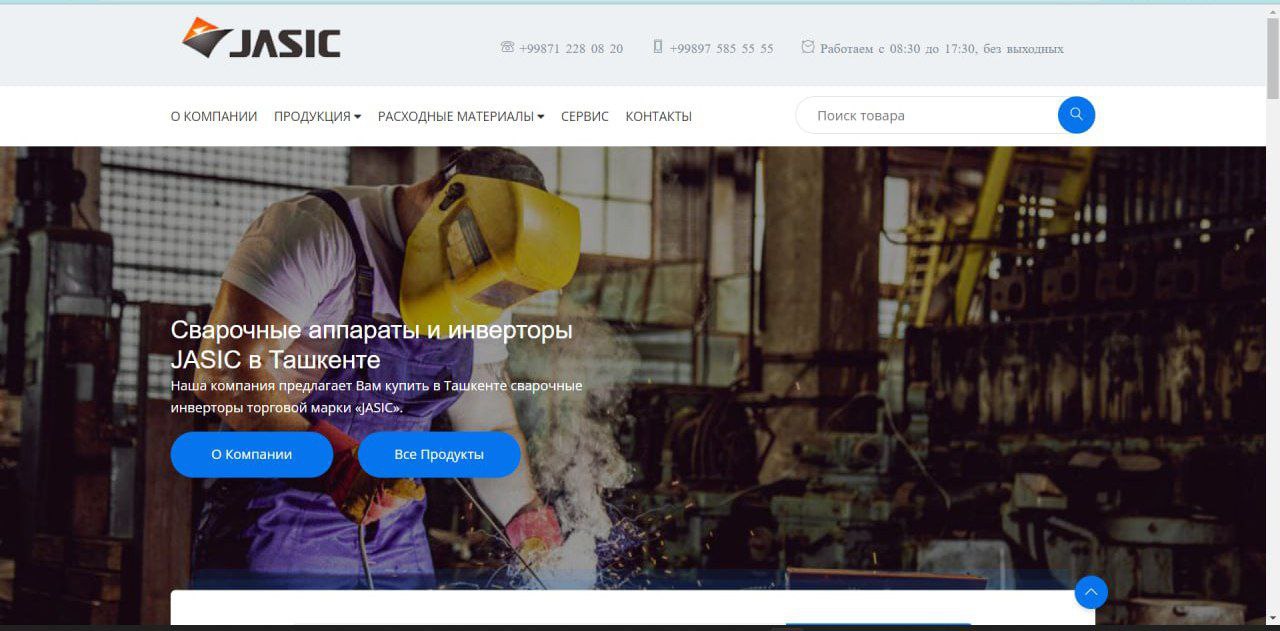 JASIC
+99871 228 08 20
+99897 585 55 55
Работаем с 08:30 до 17:30, без выходных
О КОМПАНИИ ПРОДУКЦИЯ РАСХОДНЫЕ МАТЕРИАЛЫ СЕРВИС КОНТАКТЫ
Поиск товара
Сварочные аппараты и инверторы
JASIC в Ташкенте
Наша компания предлагает Вам купить в Ташкенте сварочные
инверторы торговой марки «JASIC».
О Компании
Все Продукты